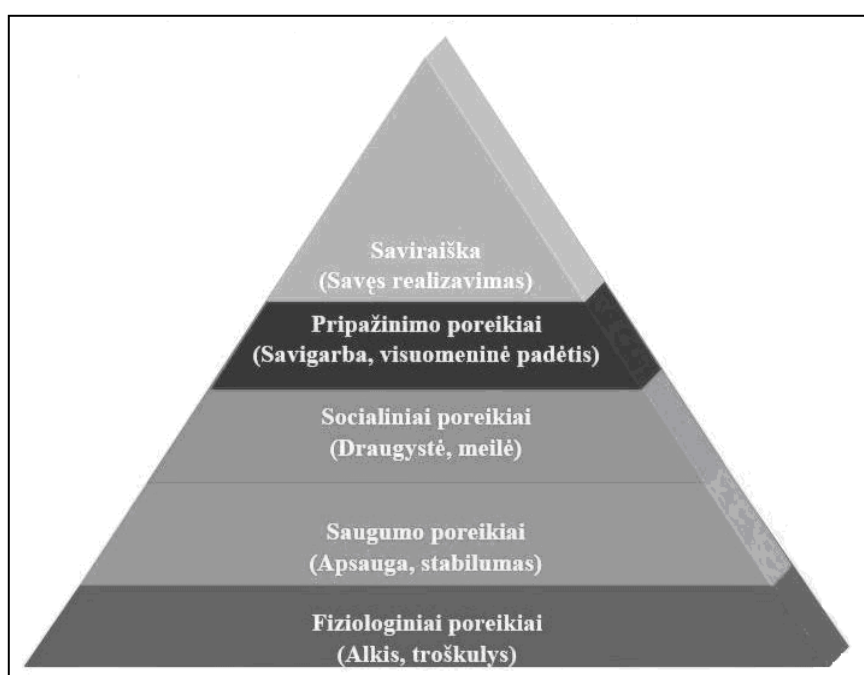 Saviraiška
(Savęs realizavimas)
Pripažinimo poreikiai
(Savigarba, visuomeninė padėtis)
Socialiniai poreikiai
(Draugystė, meilė)
Saugumo poreikiai
(Apsauga, stabilumas)
Fiziologiniai poreikiai
(Alkis, troškulys)